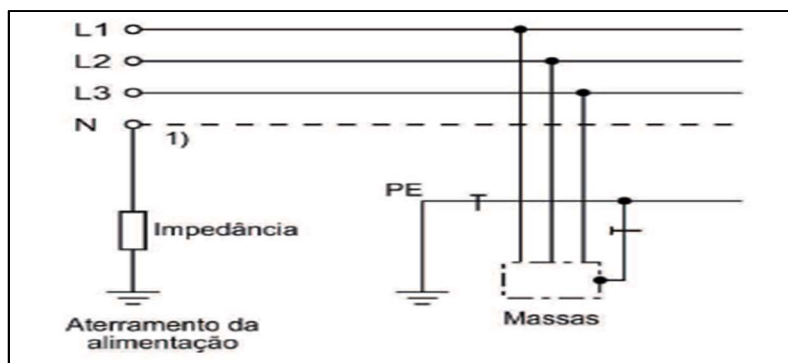 L1
L2
L3
N
1)
PE
Impedância
Massas
Aterramento da
alimentação